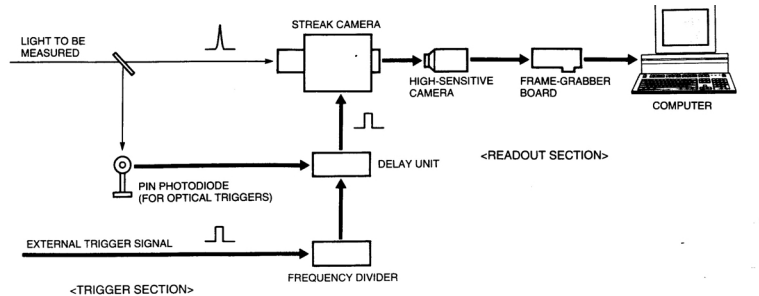 STREAK CAMERA
LIGHT TO BE
MEASURED
HIGH-SENSITIVE
CAMERA
FRAME-GRABBER
BOARD
COMPUTER
<READOUT SECTION>
DELAY UNIT
PIN PHOTODIODE
(FOR OPTICAL TRIGGERS)
EXTERNAL TRIGGER SIGNAL
FREQUENCY DIVIDER
<TRIGGER SECTION>